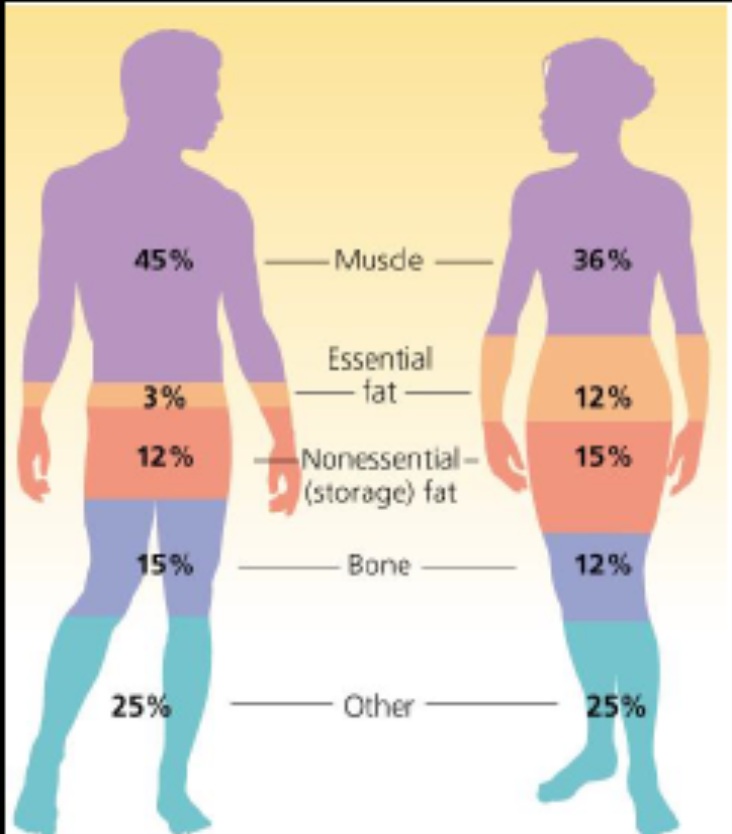 45% Muscle 36%
Essential
fat
3% 12%
12% Nonessential 15%
(storage) fat
15% Bone 12%
25% Other 25%